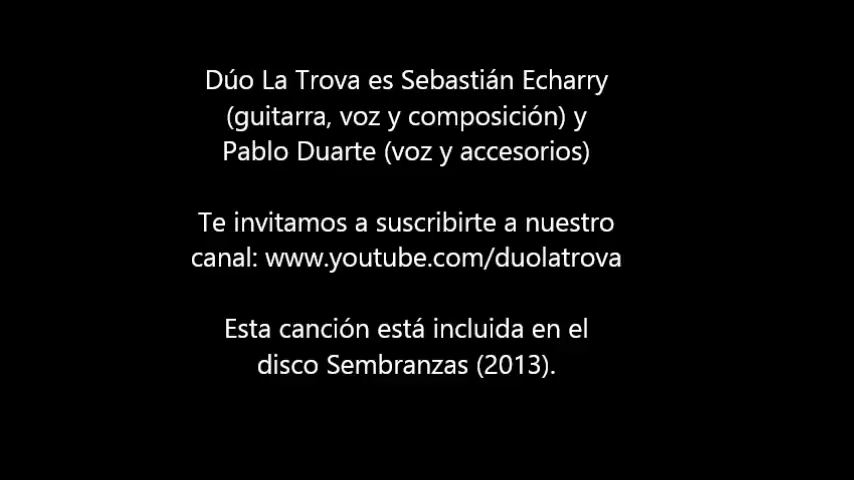 Dúo La Trova es Sebastián Echarry
(guitarra, voz y composición) y
Pablo Duarte (voz y accesorios)
Te invitamos a suscribirte a nuestro
canal: www.youtube.com/duolatrova
Esta canción está incluida en el
disco Sembranzas (2013).